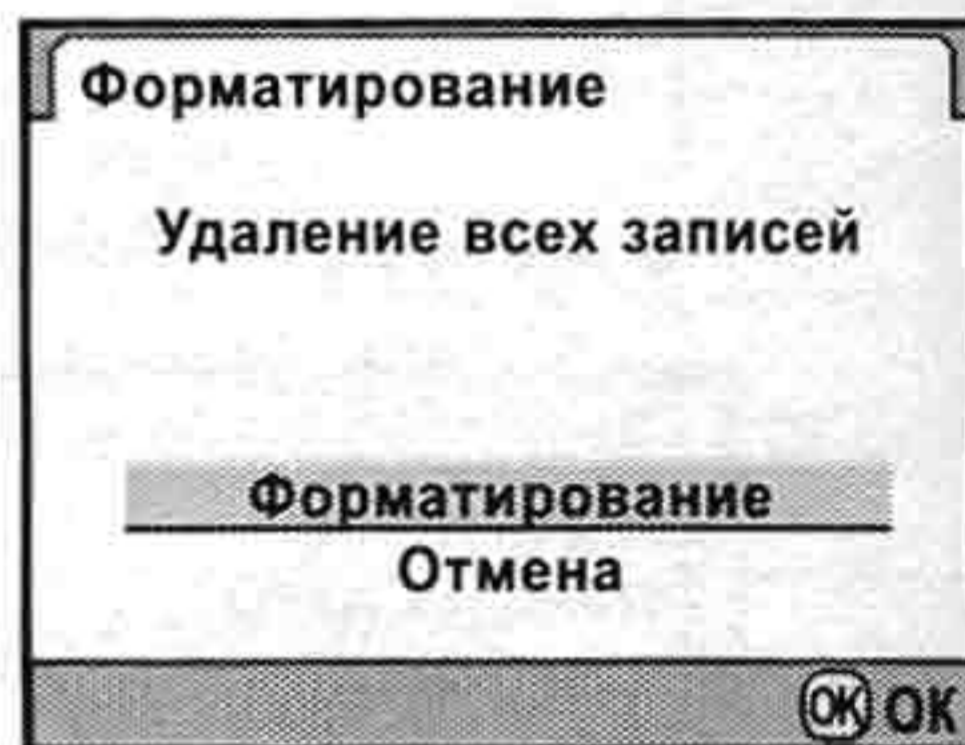 Форматирование
Удаление всех записей
Форматирование
Отмена
OK OK